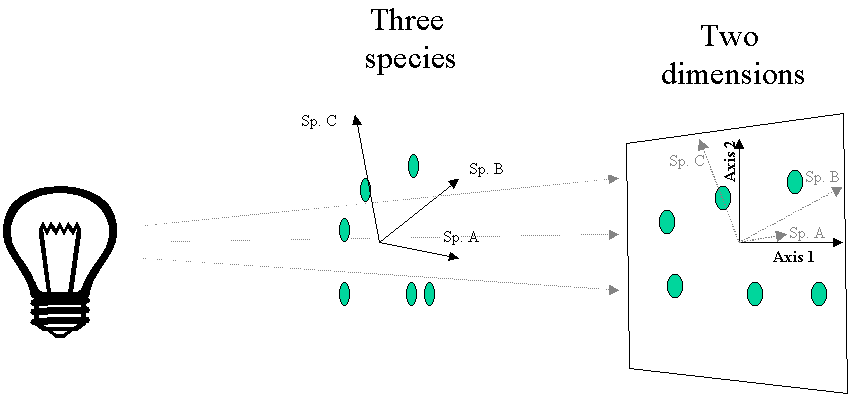 Three
species
Two
dimensions
Sp. C
Sp. B
Sp. A
Sp. C
Axis 2
Sp. B
Sp. A
Axis 1